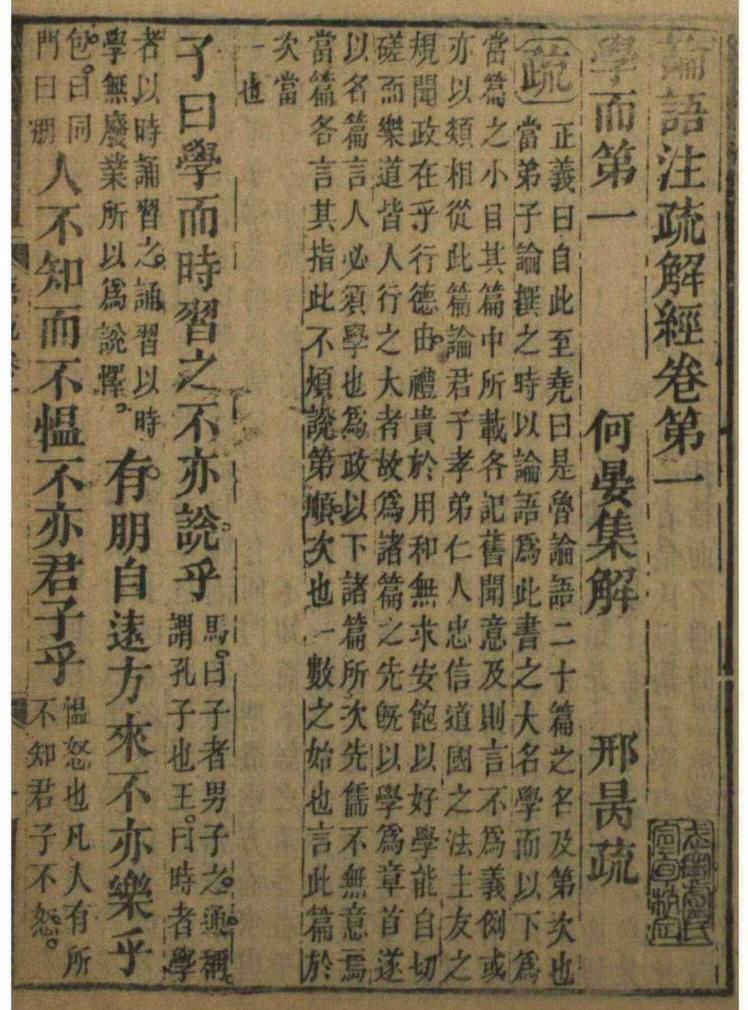 論語注疏解經卷第一
學而第一 何晏集解 邢昺疏
疏 正義曰自此至堯曰是魯論語二十篇之名及第次也
當弟子論撰之時以論語爲此書之大名學而以下爲
當篇之小目其篇中所載各記舊聞意及則言不爲義例或
亦以類相從此篇論君子孝弟仁人忠信道國之法主友之
規聞政在乎行德由禮貴於用和無求安飽以好學能自切
磋而樂道皆人行之大者故爲諸篇之先旣以學爲章首遂
以名篇言人必須學也爲政以下諸篇所次先儒不無意焉
當篇各言其指此不煩說第順次也一數之始也言此篇於
次當
一也
子曰學而時習之不亦說乎 馬曰子者男子之通稱
謂孔子也王曰時者學
者以時誦習之誦習以時
學無廢業所以爲說懌 有朋自遠方來不亦樂乎
包曰同
門曰朋 人不知而不慍不亦君子乎 慍怒也凡人有所
不知君子不怒